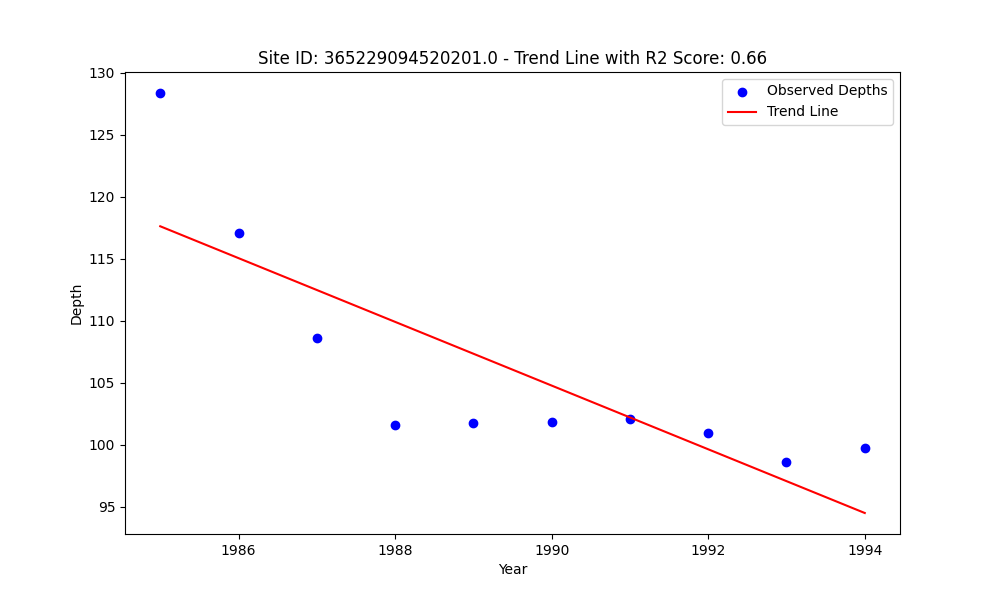 Site ID: 365229094520201.0 - Trend Line with R2 Score: 0.66
Observed Depths
Trend Line
130
125
120
115
110
105
100
95
Depth
1986
1988
1990
1992
1994
Year